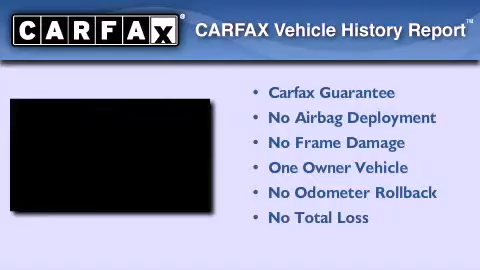 CARFAX® CARFAX Vehicle History Report™
• Carfax Guarantee
• No Airbag Deployment
• No Frame Damage
• One Owner Vehicle
• No Odometer Rollback
• No Total Loss